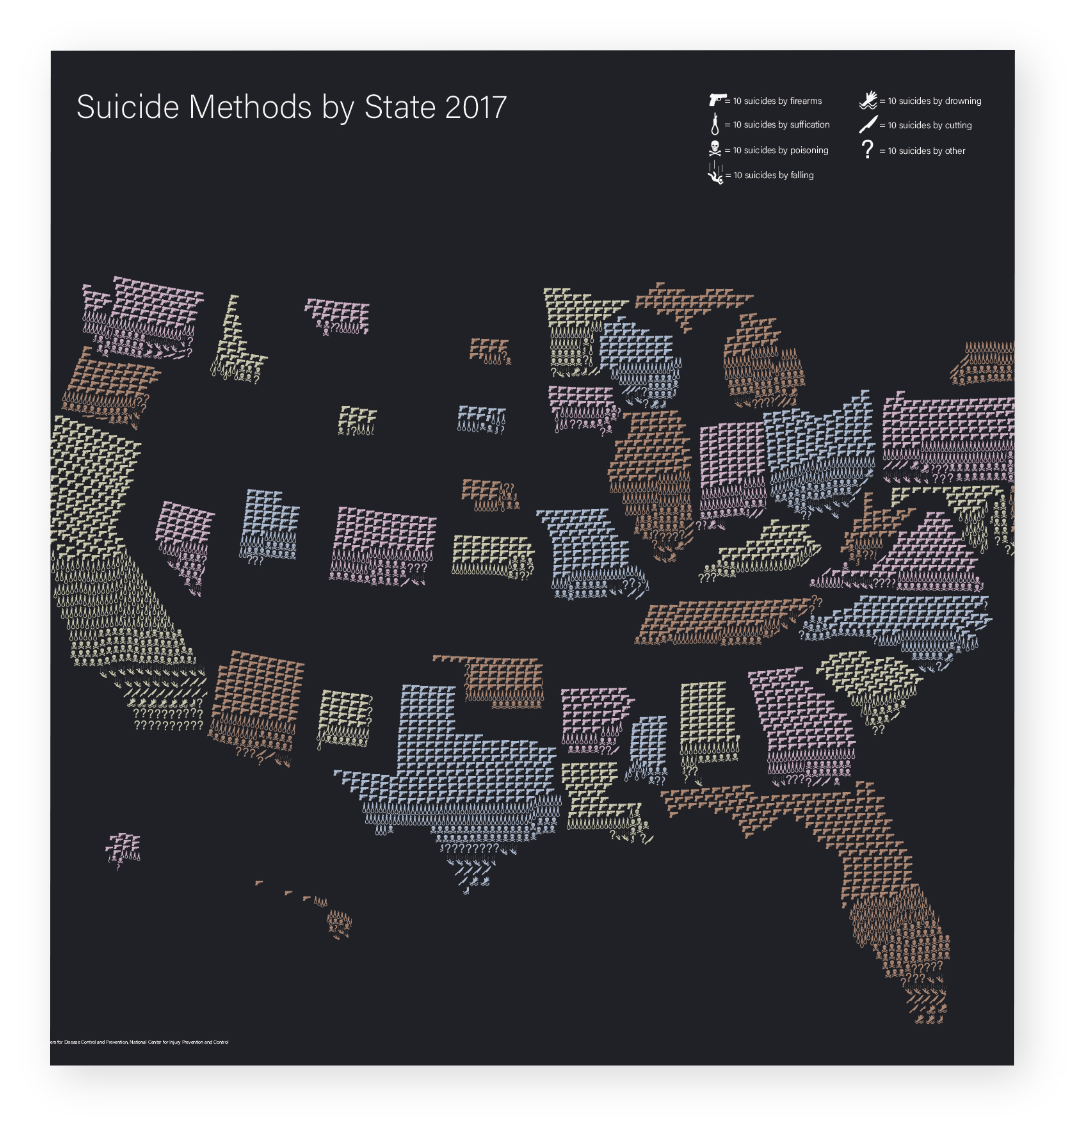 Suicide Methods by State 2017
= 10 suicides by firearms
= 10 suicides by suffication
= 10 suicides by poisoning
= 10 suicides by falling
= 10 suicides by drowning
= 10 suicides by cutting
= 10 suicides by other
for Disease Control and Prevention, National Center for Injury Prevention and Control